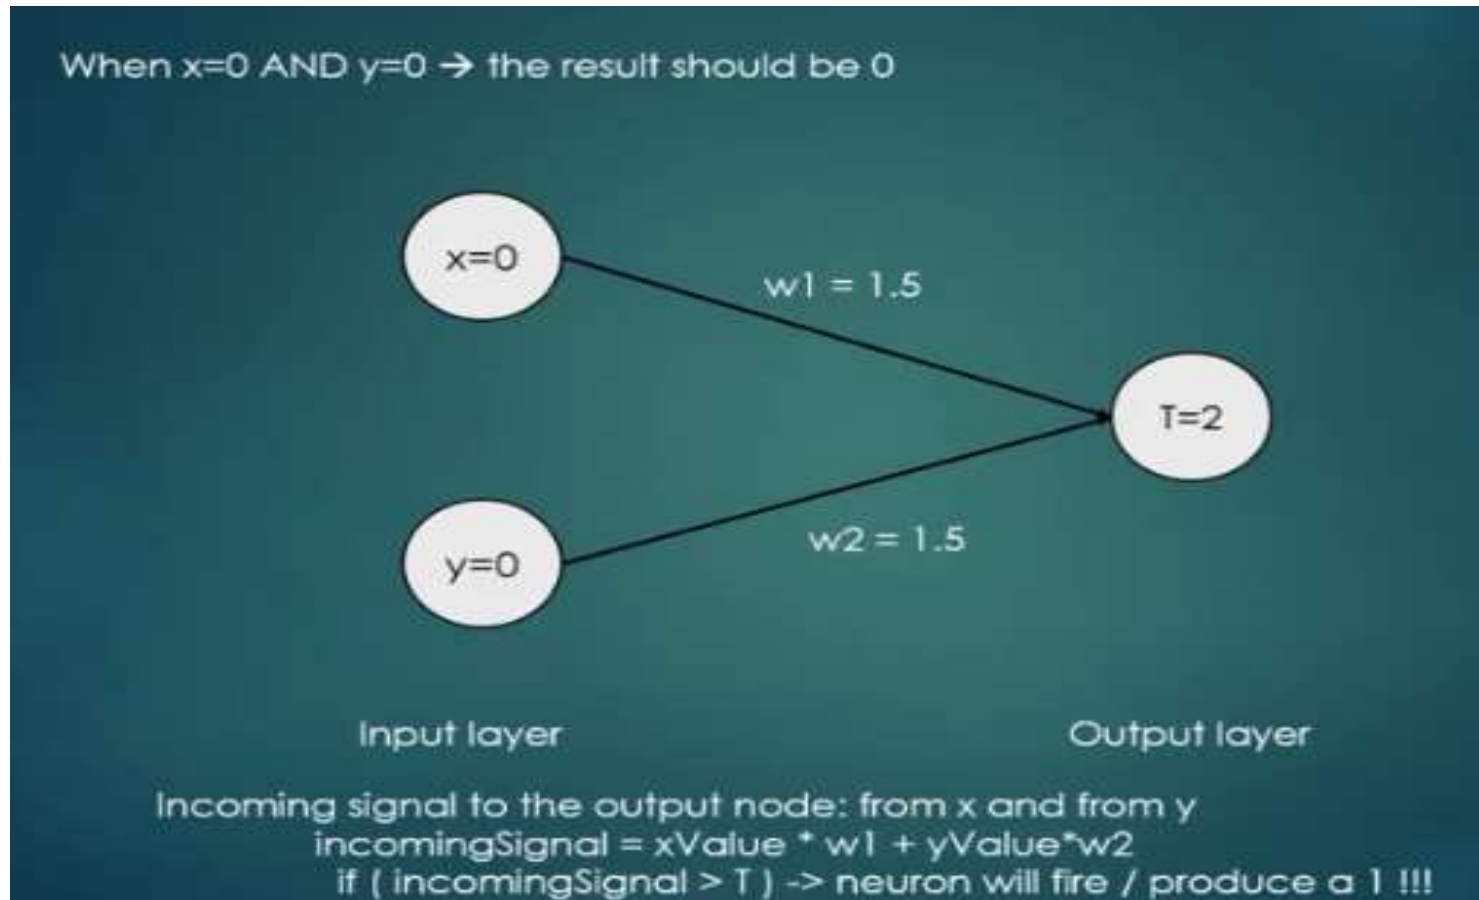 When x=0 AND y=0 → the result should be 0
x=0
w1 = 1.5
T=2
w2 = 1.5
y=0
Input layer
Output layer
Incoming signal to the output node: from x and from y
incomingSignal = xValue * w1 + yValue*w2
if ( incomingSignal > T ) -> neuron will fire / produce a 1 !!!